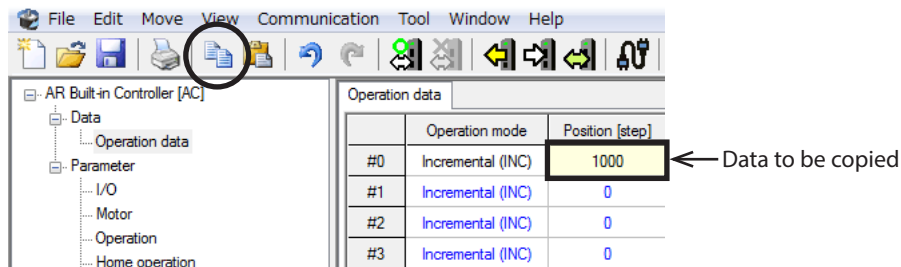 File Edit Move View Communication Tool Window Help
AR Built-in Controller [AC]
Data
Operation data
Parameter
I/O
Motor
Operation
Home operation
Operation data
Operation mode Position [step]
#0 Incremental (INC) 1000
#1 Incremental (INC) 0
#2 Incremental (INC) 0
#3 Incremental (INC) 0
Data to be copied